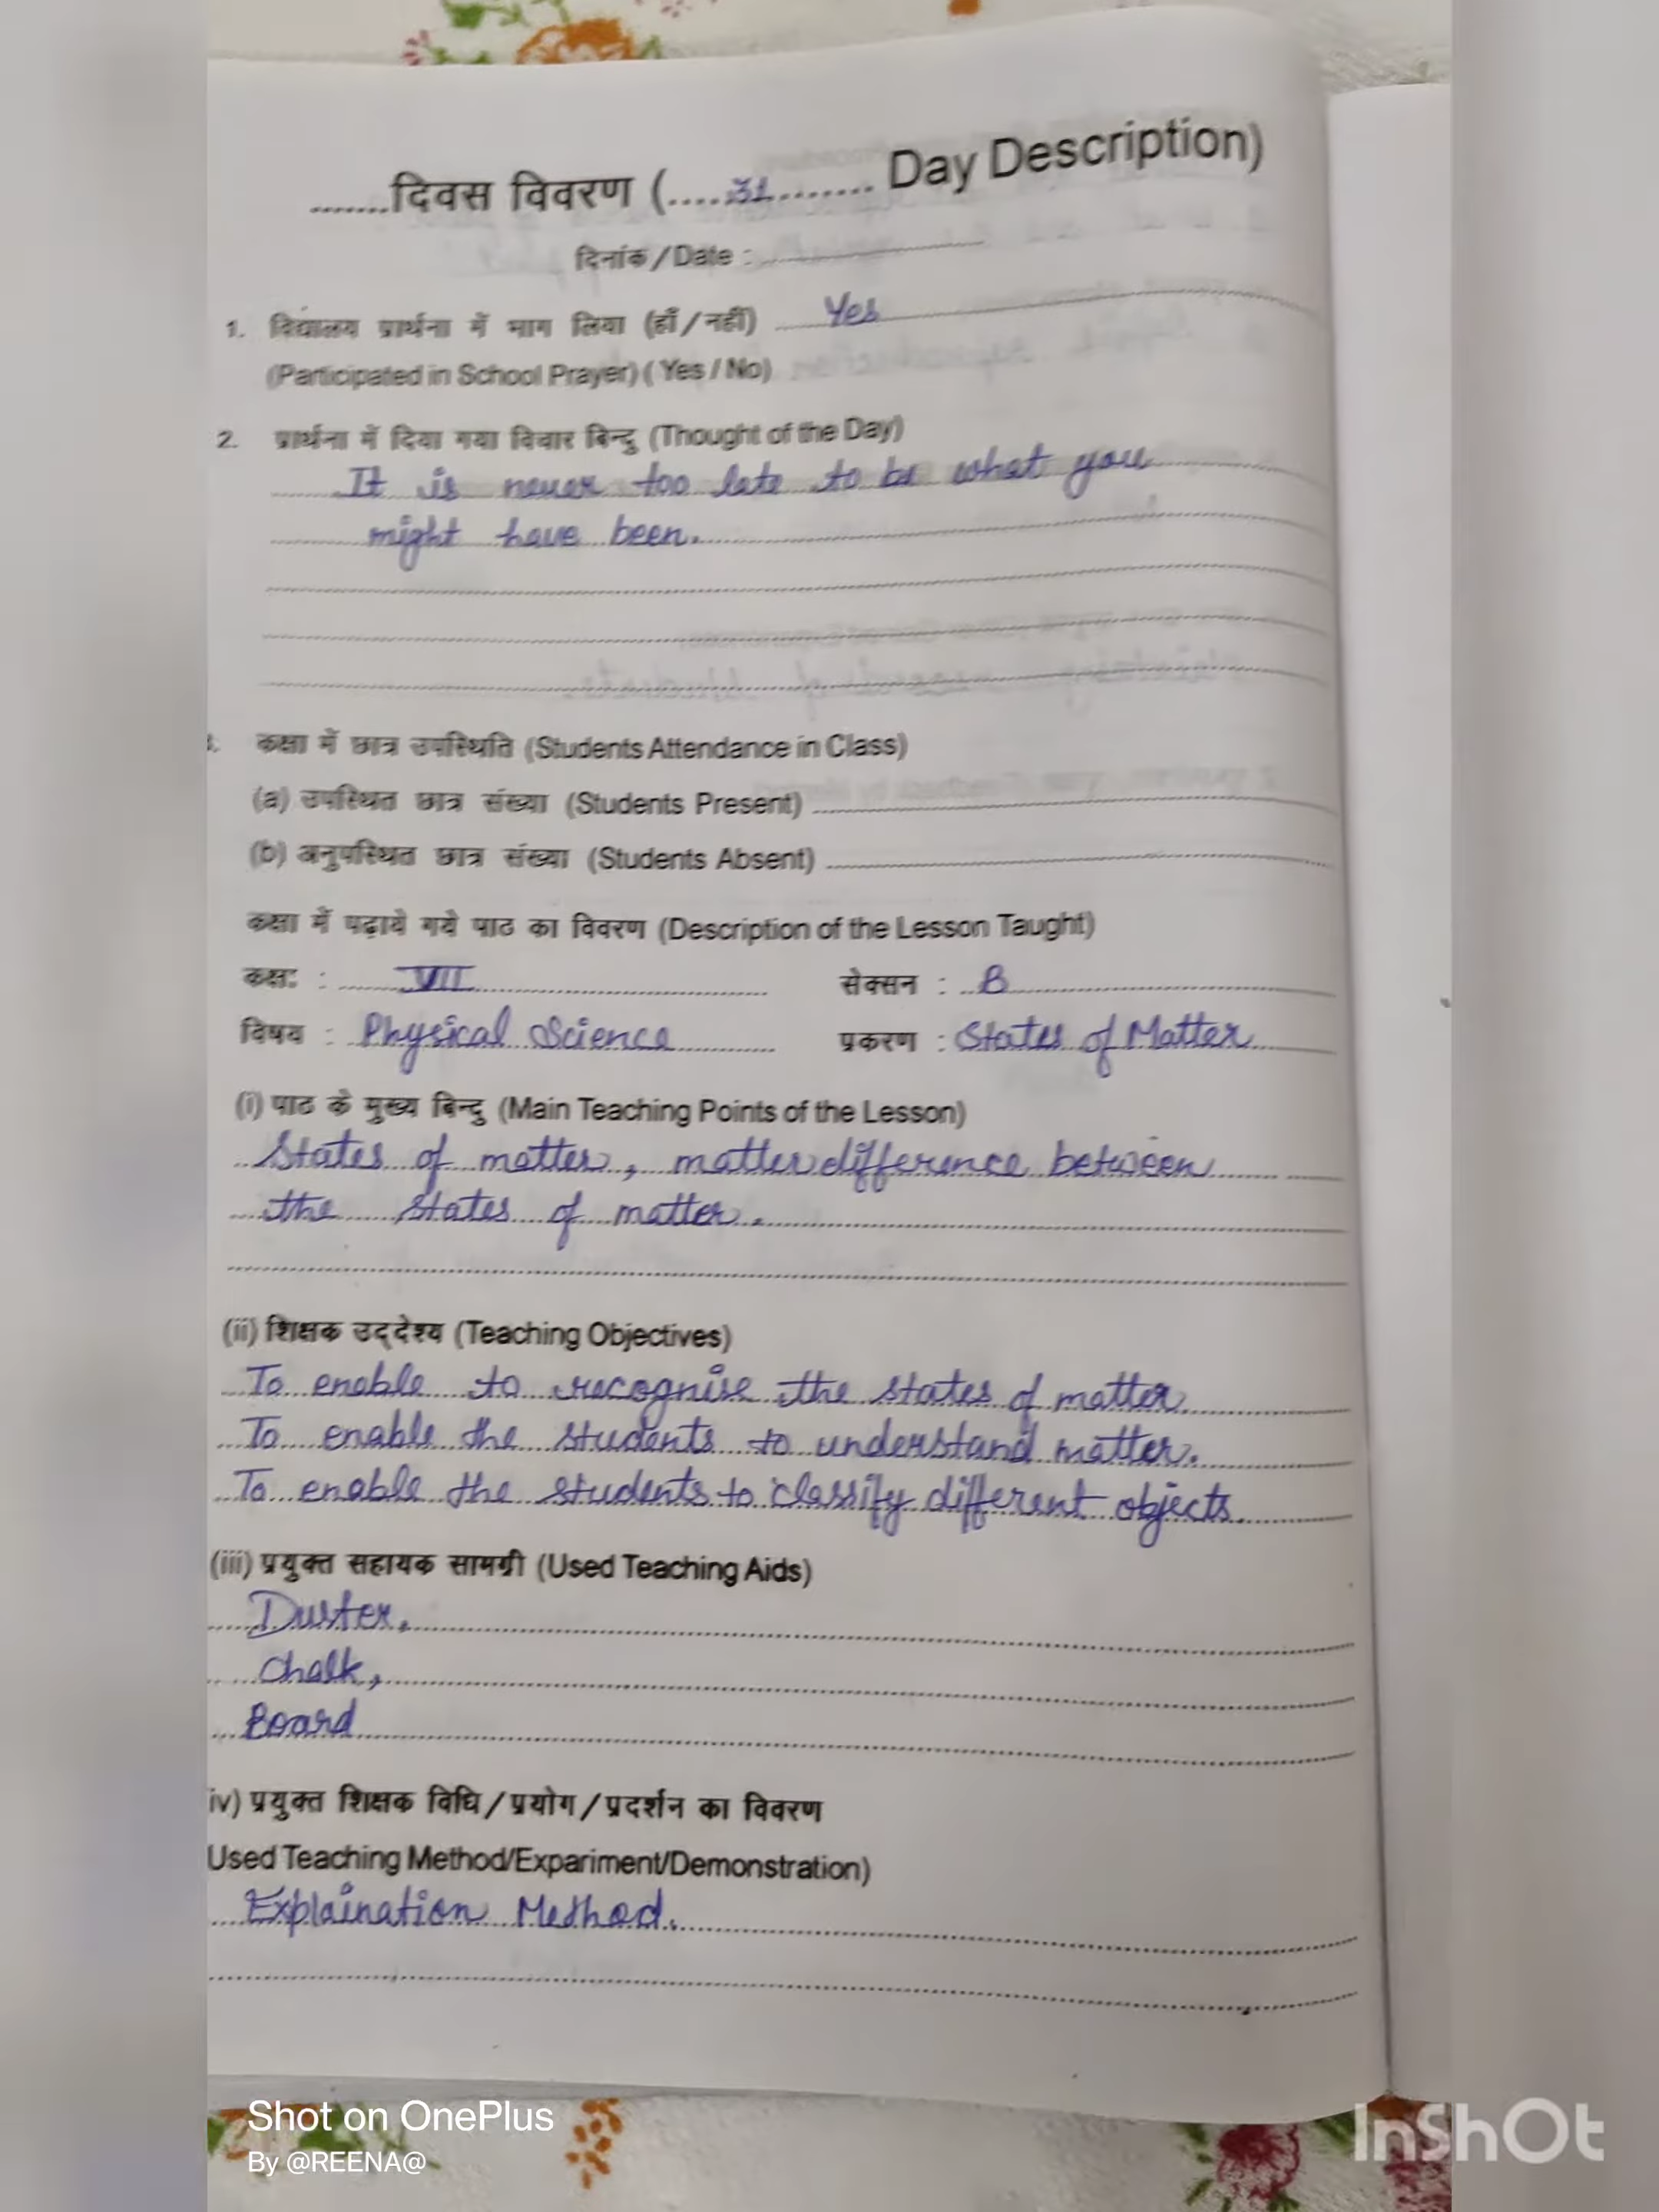 .......दिवस विवरण (....31........ Day Description)
दिनांक / Date :
1. विद्यालय प्रार्थना में भाग लिया (हाँ / नहीं) Yes
(Participated in School Prayer) ( Yes / No)
2. प्रार्थना में दिया गया विचार बिन्दु (Thought of the Day)
It is never too late to be what you
might have been.
कक्षा में छात्र उपस्थिति (Students Attendance in Class)
(a) उपस्थित छात्र संख्या (Students Present)
(b) अनुपस्थित छात्र संख्या (Students Absent)
कक्षा में पढ़ाये गये पाठ का विवरण (Description of the Lesson Taught)
कक्षा : VII सेक्सन : B
विषय : Physical Science प्रकरण : States of Matter
(i) पाठ के मुख्य बिन्दु (Main Teaching Points of the Lesson)
States of matter, matter difference between
the states of matter.
(ii) शिक्षक उद्देश्य (Teaching Objectives)
To enable to recognise the states of matter
To enable the students to understand matter.
To enable the students to classify different objects.
(iii) प्रयुक्त सहायक सामग्री (Used Teaching Aids)
Duster,
Chalk,
Board
iv) प्रयुक्त शिक्षक विधि / प्रयोग / प्रदर्शन का विवरण
Used Teaching Method/Expariment/Demonstration)
Explaination Method.
Shot on OnePlus
By @REENA@
InShOt